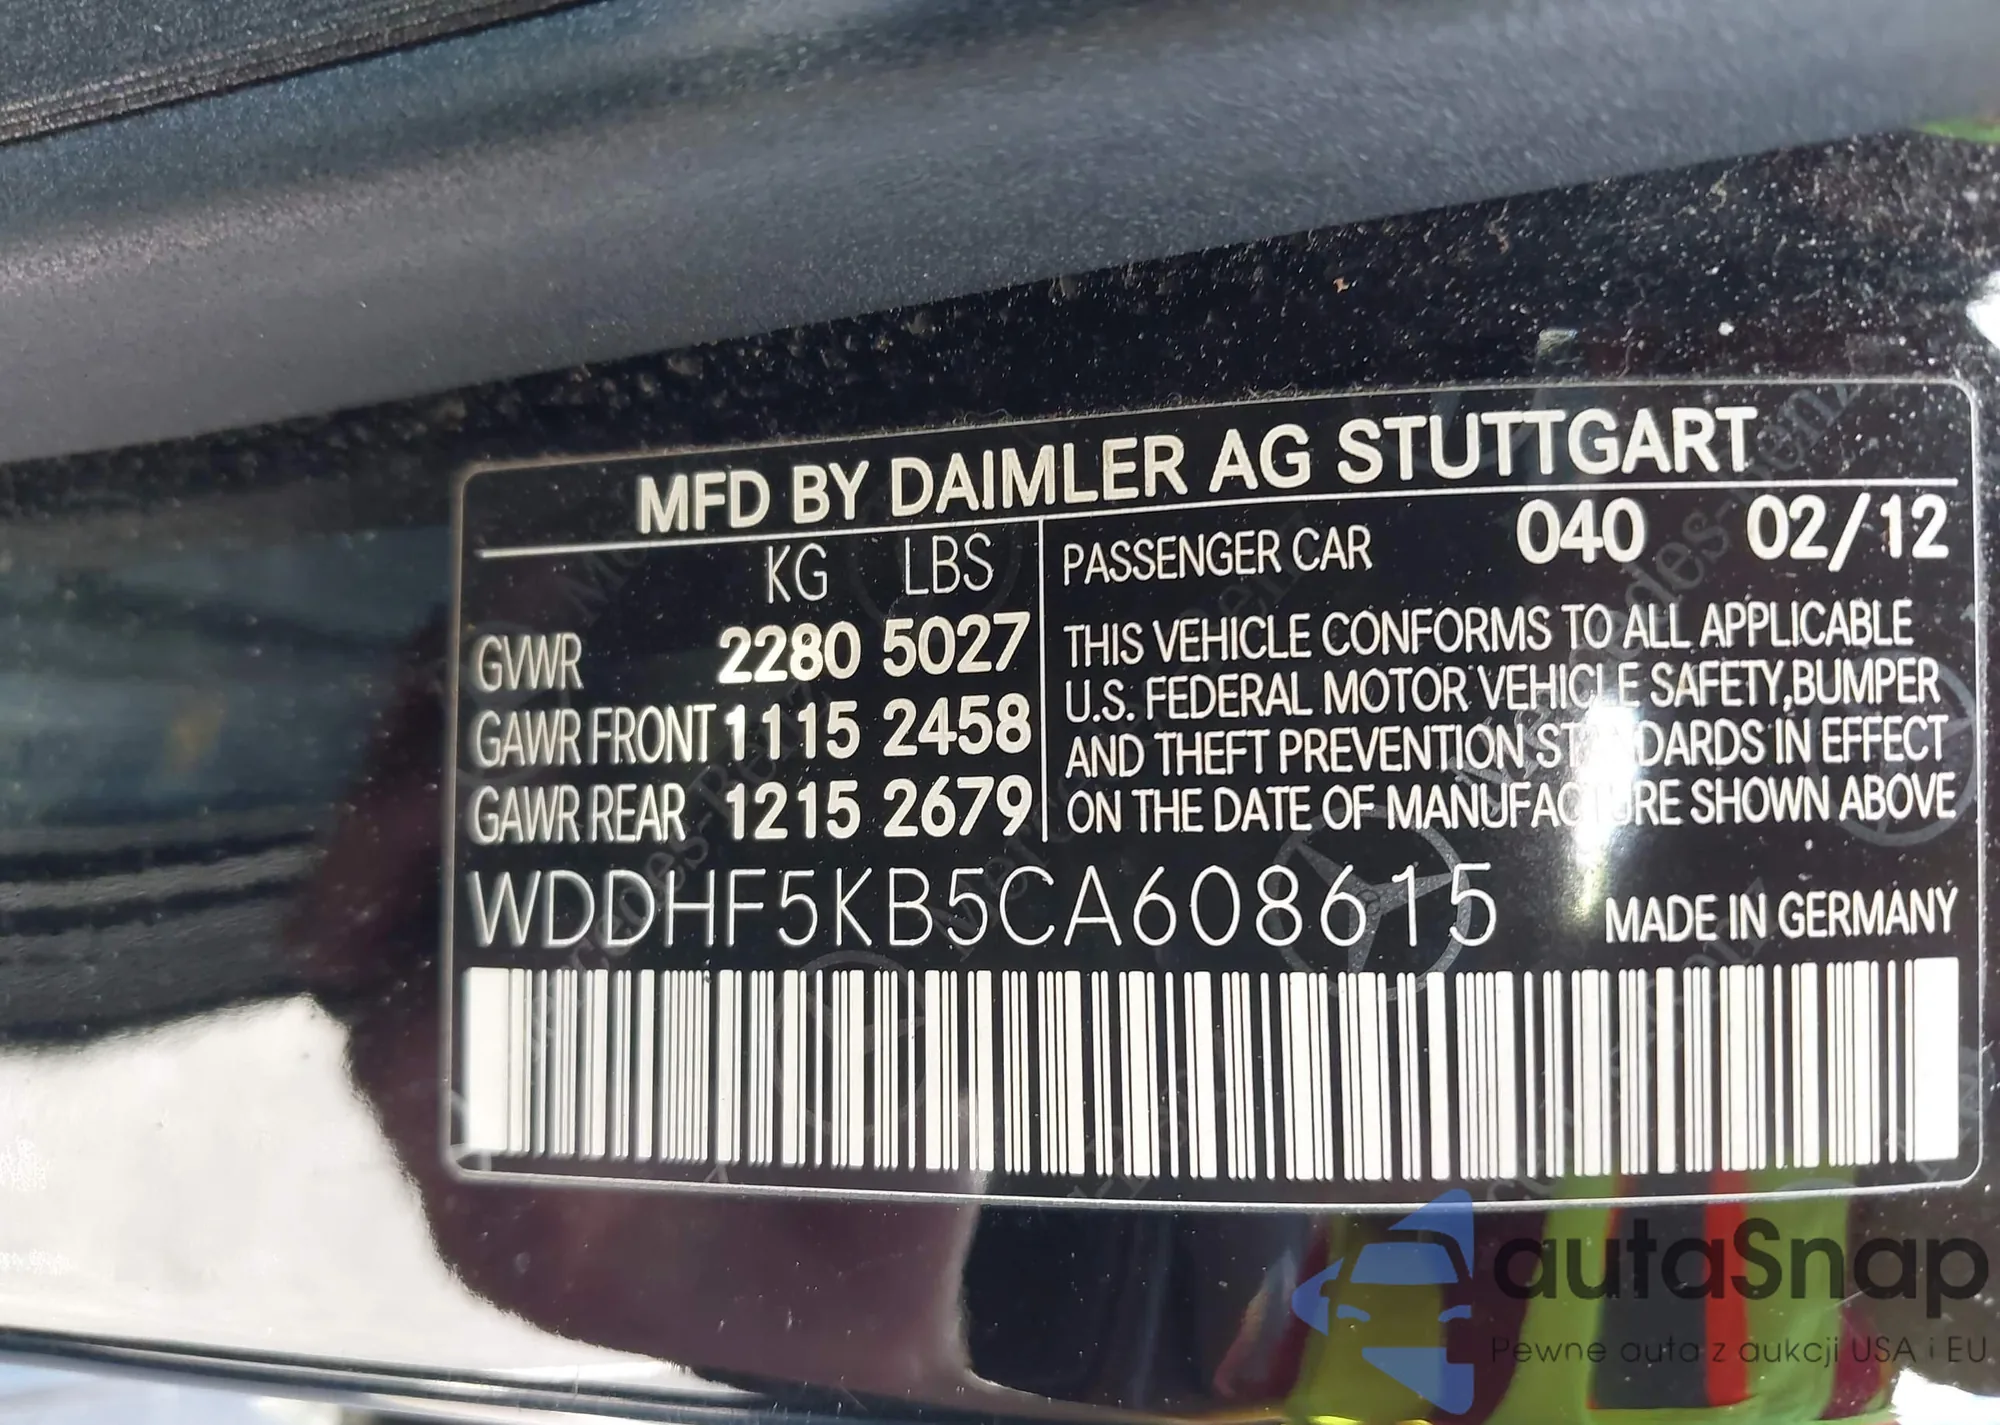 MFD BY DAIMLER AG STUTTGART
KG LBS
GVWR 2280 5027
GAWR FRONT 1115 2458
GAWR REAR 1215 2679
PASSENGER CAR 040 02/12
THIS VEHICLE CONFORMS TO ALL APPLICABLE
U.S. FEDERAL MOTOR VEHICLE SAFETY,BUMPER
AND THEFT PREVENTION STANDARDS IN EFFECT
ON THE DATE OF MANUFACTURE SHOWN ABOVE
WDDHF5KB5CA608615
MADE IN GERMANY
autaSnap
Pewne auta z aukcji USA i EU